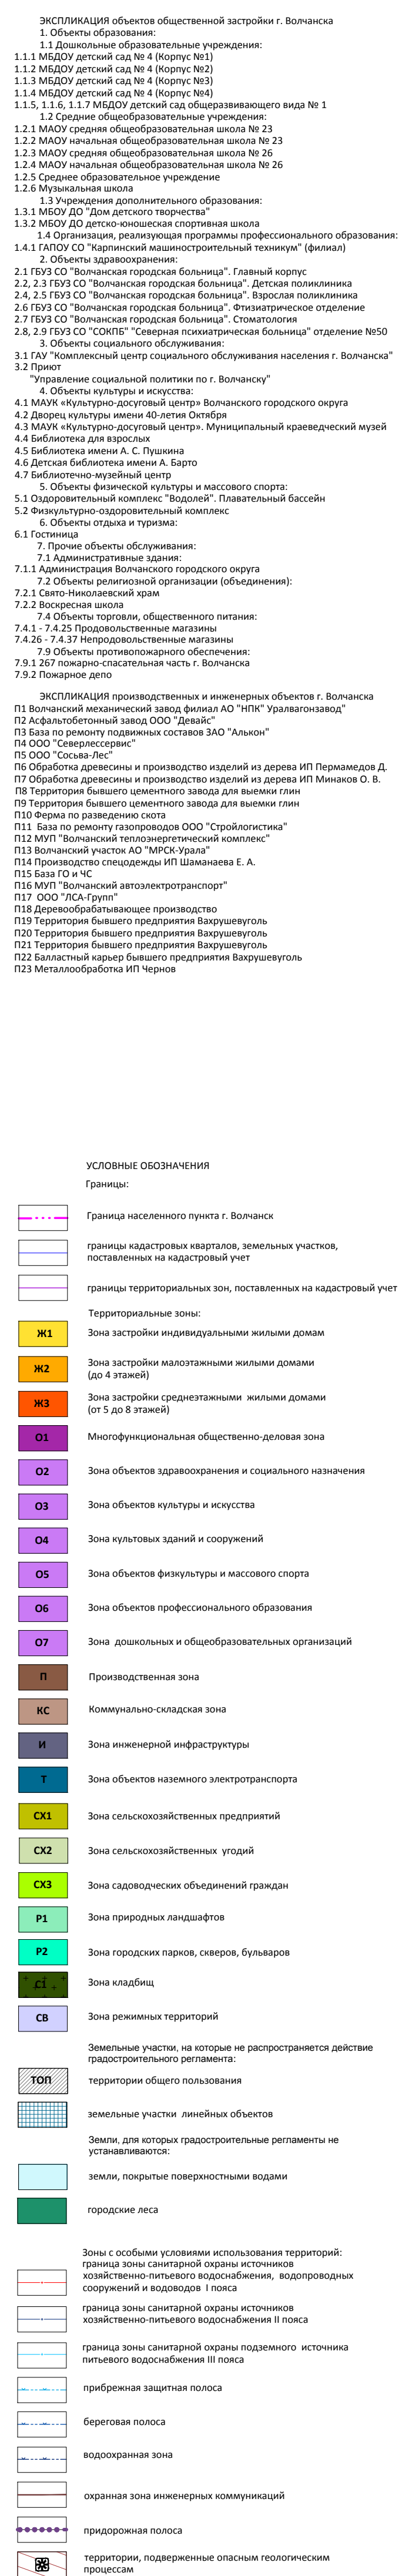 ЭКСПЛИКАЦИЯ объектов общественной застройки г. Волчанска
1. Объекты образования:
1.1 Дошкольные образовательные учреждения:
1.1.1 МБДОУ детский сад № 4 (Корпус №1)
1.1.2 МБДОУ детский сад № 4 (Корпус №2)
1.1.3 МБДОУ детский сад № 4 (Корпус №3)
1.1.4 МБДОУ детский сад № 4 (Корпус №4)
1.1.5, 1.1.6, 1.1.7 МБДОУ детский сад общеразвивающего вида № 1
1.2 Средние общеобразовательные учреждения:
1.2.1 МАОУ средняя общеобразовательная школа № 23
1.2.2 МАОУ начальная общеобразовательная школа № 23
1.2.3 МАОУ средняя общеобразовательная школа № 26
1.2.4 МАОУ начальная общеобразовательная школа № 26
1.2.5 Среднее образовательное учреждение
1.2.6 Музыкальная школа
1.3 Учреждения дополнительного образования:
1.3.1 МБОУ ДО "Дом детского творчества"
1.3.2 МБОУ ДО детско-юношеская спортивная школа
1.4 Организация, реализующая программы профессионального образования:
1.4.1 ГАПОУ СО "Карпинский машиностроительный техникум" (филиал)
2. Объекты здравоохранения:
2.1 ГБУЗ СО "Волчанская городская больница". Главный корпус
2.2, 2.3 ГБУЗ СО "Волчанская городская больница". Детская поликлиника
2.4, 2.5 ГБУЗ СО "Волчанская городская больница". Взрослая поликлиника
2.6 ГБУЗ СО "Волчанская городская больница". Фтизиатрическое отделение
2.7 ГБУЗ СО "Волчанская городская больница". Стоматология
2.8, 2.9 ГБУЗ СО "СОКПБ" "Северная психиатрическая больница" отделение №50
3. Объекты социального обслуживания:
3.1 ГАУ "Комплексный центр социального обслуживания населения г. Волчанска"
3.2 Приют
"Управление социальной политики по г. Волчанску"
4. Объекты культуры и искусства:
4.1 МАУК «Культурно-досуговый центр» Волчанского городского округа
4.2 Дворец культуры имени 40-летия Октября
4.3 МАУК «Культурно-досуговый центр». Муниципальный краеведческий музей
4.4 Библиотека для взрослых
4.5 Библиотека имени А. С. Пушкина
4.6 Детская библиотека имени А. Барто
4.7 Библиотечно-музейный центр
5. Объекты физической культуры и массового спорта:
5.1 Оздоровительный комплекс "Водолей". Плавательный бассейн
5.2 Физкультурно-оздоровительный комплекс
6. Объекты отдыха и туризма:
6.1 Гостиница
7. Прочие объекты обслуживания:
7.1 Административные здания:
7.1.1 Администрация Волчанского городского округа
7.2 Объекты религиозной организации (объединения):
7.2.1 Свято-Николаевский храм
7.2.2 Воскресная школа
7.4 Объекты торговли, общественного питания:
7.4.1 - 7.4.25 Продовольственные магазины
7.4.26 - 7.4.37 Непродовольственные магазины
7.9 Объекты противопожарного обеспечения:
7.9.1 267 пожарно-спасательная часть г. Волчанска
7.9.2 Пожарное депо
ЭКСПЛИКАЦИЯ производственных и инженерных объектов г. Волчанска
П1 Волчанский механический завод филиал АО "НПК" Уралвагонзавод"
П2 Асфальтобетонный завод ООО "Девайс"
П3 База по ремонту подвижных составов ЗАО "Алькон"
П4 ООО "Северлессервис"
П5 ООО "Сосьва-Лес"
П6 Обработка древесины и производство изделий из дерева ИП Пермамедов Д.
П7 Обработка древесины и производство изделий из дерева ИП Минаков О. В.
П8 Территория бывшего цементного завода для выемки глин
П9 Территория бывшего цементного завода для выемки глин
П10 Ферма по разведению скота
П11 База по ремонту газопроводов ООО "Стройлогистика"
П12 МУП "Волчанский теплоэнергетический комплекс"
П13 Волчанский участок АО "МРСК-Урала"
П14 Производство спецодежды ИП Шаманаева Е. А.
П15 База ГО и ЧС
П16 МУП "Волчанский автоэлектротранспорт"
П17 ООО "ЛСА-Групп"
П18 Деревообрабатывающее производство
П19 Территория бывшего предприятия Вахрушевуголь
П20 Территория бывшего предприятия Вахрушевуголь
П21 Территория бывшего предприятия Вахрушевуголь
П22 Балластный карьер бывшего предприятия Вахрушевуголь
П23 Металлообработка ИП Чернов
УСЛОВНЫЕ ОБОЗНАЧЕНИЯ
Границы:
Граница населенного пункта г. Волчанск
границы кадастровых кварталов, земельных участков,
поставленных на кадастровый учет
границы территориальных зон, поставленных на кадастровый учет
Территориальные зоны:
Ж1 Зона застройки индивидуальными жилыми домам
Ж2 Зона застройки малоэтажными жилыми домами
(до 4 этажей)
Ж3 Зона застройки среднеэтажными жилыми домами
(от 5 до 8 этажей)
О1 Многофункциональная общественно-деловая зона
О2 Зона объектов здравоохранения и социального назначения
О3 Зона объектов культуры и искусства
О4 Зона культовых зданий и сооружений
О5 Зона объектов физкультуры и массового спорта
О6 Зона объектов профессионального образования
О7 Зона дошкольных и общеобразовательных организаций
П Производственная зона
КС Коммунально-складская зона
И Зона инженерной инфраструктуры
Т Зона объектов наземного электротранспорта
СХ1 Зона сельскохозяйственных предприятий
СХ2 Зона сельскохозяйственных угодий
СХ3 Зона садоводческих объединений граждан
Р1 Зона природных ландшафтов
Р2 Зона городских парков, скверов, бульваров
С1 Зона кладбищ
СВ Зона режимных территорий
Земельные участки, на которые не распространяется действие
градостроительного регламента:
ТОП территории общего пользования
земельные участки линейных объектов
Земли, для которых градостроительные регламенты не
устанавливаются:
земли, покрытые поверхностными водами
городские леса
Зоны с особыми условиями использования территорий:
граница зоны санитарной охраны источников
хозяйственно-питьевого водоснабжения, водопроводных
сооружений и водоводов I пояса
граница зоны санитарной охраны источников
хозяйственно-питьевого водоснабжения II пояса
граница зоны санитарной охраны подземного источника
питьевого водоснабжения III пояса
прибрежная защитная полоса
береговая полоса
водоохранная зона
охранная зона инженерных коммуникаций
придорожная полоса
территории, подверженные опасным геологическим
процессам